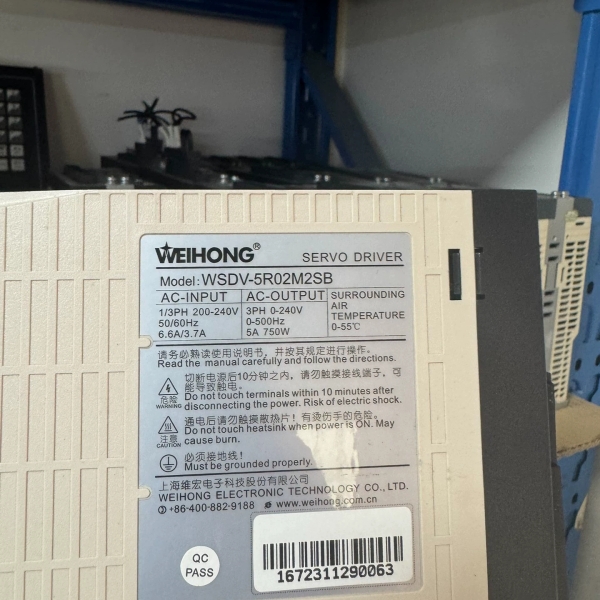 WEIHONG® SERVO DRIVER
Model: WSDV-5R02M2SB
AC-INPUT AC-OUTPUT SURROUNDING AIR TEMPERATURE 0-55℃
1/3PH 200-240V 3PH 0-240V
50/60Hz 0-500Hz
6.6A/3.7A 5A 750W
请务必熟读使用说明书，并按其规定进行操作。
Read the manual carefully and follow the directions.
切断电源后10分钟之内，请勿触摸接线端子，可
能导致触电。
危险
WARNING
Do not touch terminals within 10 minutes after
disconnecting the power. Risk of electric shock.
通电后请勿触摸散热片！有烫伤手的危险。
注意
CAUTION
Do not touch heatsink when power is ON. May
cause burn.
必须接地线！
Must be grounded properly.
上海维宏电子科技股份有限公司
WEIHONG ELECTRONIC TECHNOLOGY CO., LTD.
+86-400-882-9188 www.weihong.com.cn
QC
PASS
1672311290063